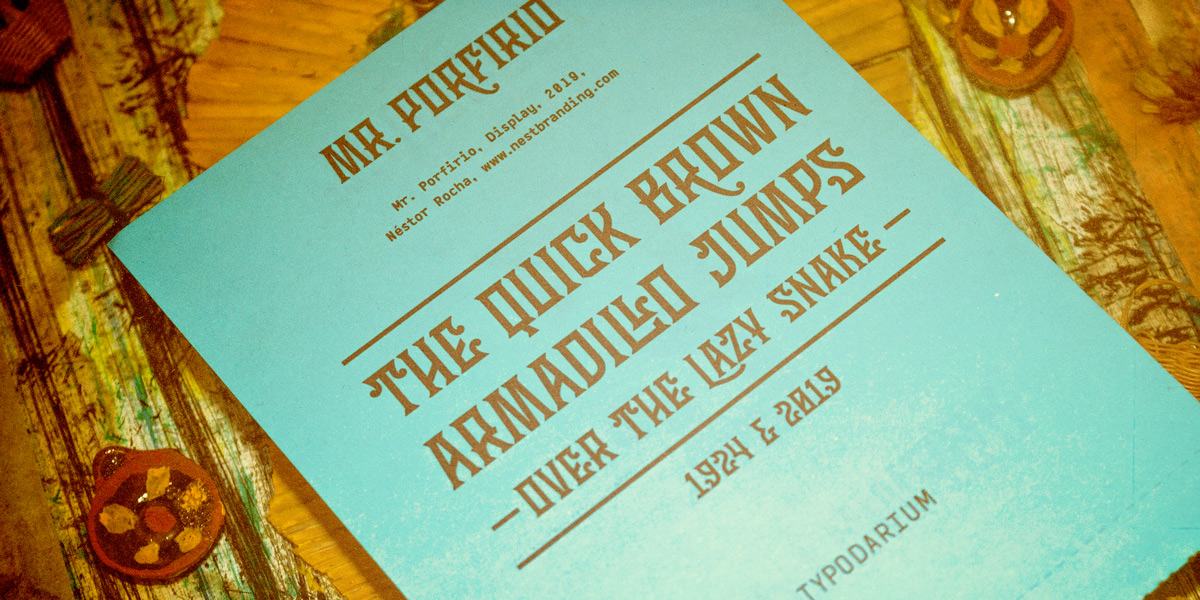 MR. PORFIRIO
Mr. Porfirio, Display, 2019,
Néstor Rocha, www.nestbranding.com
THE QUICK BROWN
ARMADILLO JUMPS
— OVER THE LAZY SNAKE —
1924 & 2019
TYPODARIUM